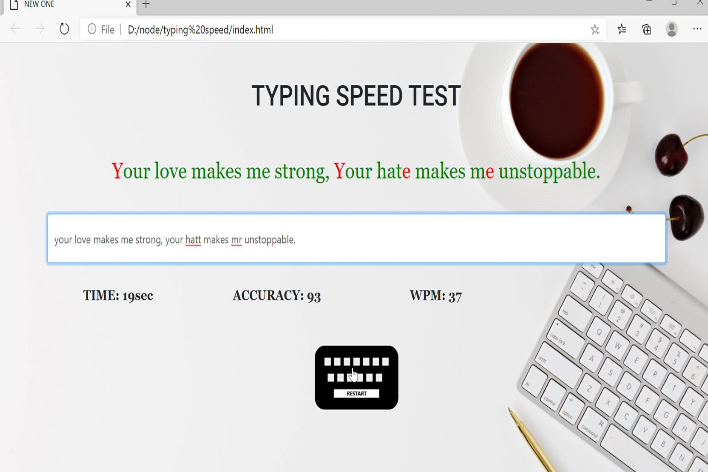 NEW ONE
File | D:/node/typing%20speed/index.html
TYPING SPEED TEST
Your love makes me strong, Your hate makes me unstoppable.
your love makes me strong, your hatt makes mr unstoppable.
TIME: 19sec ACCURACY: 93 WPM: 37
RESTART